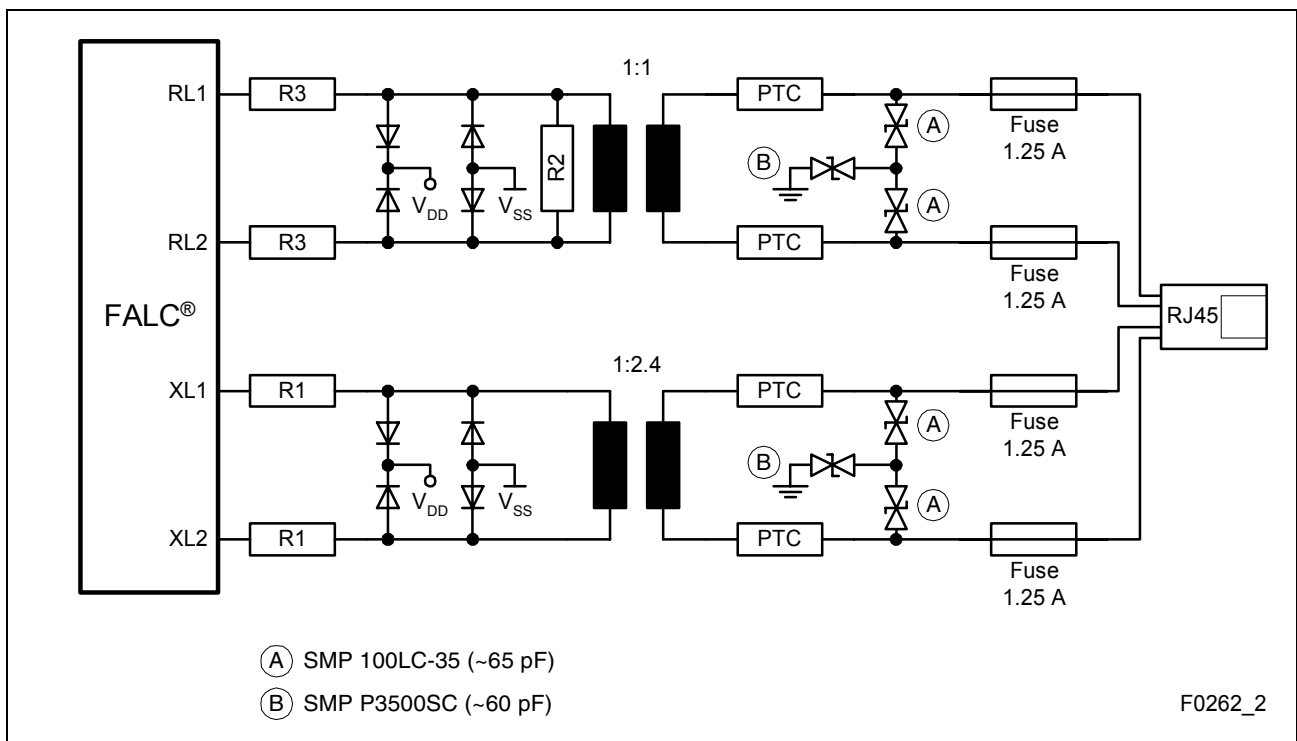 1:1
RL1
R3
PTC
A
Fuse
1.25 A
B
R2
VDD
VSS
A
RL2
R3
PTC
Fuse
1.25 A
FALC®
RJ45
1:2.4
XL1
R1
PTC
A
Fuse
1.25 A
B
VDD
VSS
A
XL2
R1
PTC
Fuse
1.25 A
A SMP 100LC-35 (~65 pF)
B SMP P3500SC (~60 pF)
F0262_2